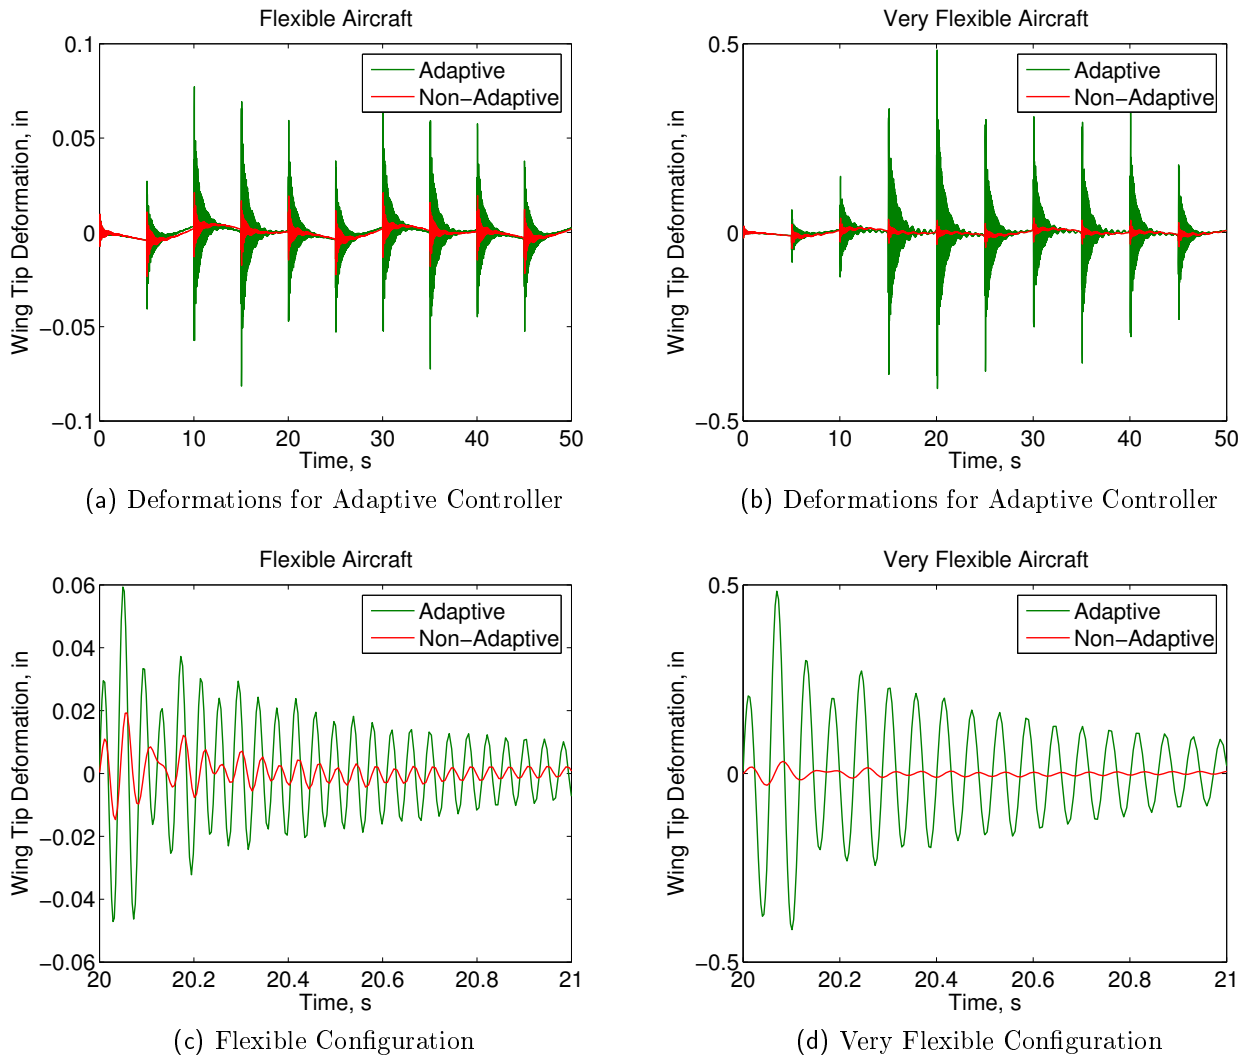 Flexible Aircraft
Wing Tip Deformation, in
0.1
0.05
0
−0.05
−0.1
Adaptive
Non−Adaptive
0 10 20 30 40 50
Time, s
(a) Deformations for Adaptive Controller
Very Flexible Aircraft
Wing Tip Deformation, in
0.5
0
−0.5
Adaptive
Non−Adaptive
0 10 20 30 40 50
Time, s
(b) Deformations for Adaptive Controller
Flexible Aircraft
Wing Tip Deformation, in
0.06
0.04
0.02
0
−0.02
−0.04
−0.06
Adaptive
Non−Adaptive
20 20.2 20.4 20.6 20.8 21
Time, s
(c) Flexible Configuration
Very Flexible Aircraft
Wing Tip Deformation, in
0.5
0
−0.5
Adaptive
Non−Adaptive
20 20.2 20.4 20.6 20.8 21
Time, s
(d) Very Flexible Configuration